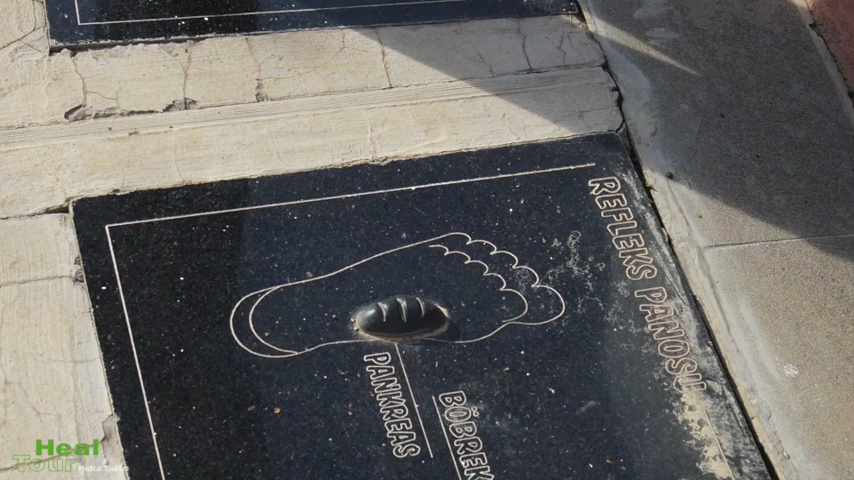 REFLEKS PANOSU
PANKREAS
BÖBREK
Heal
Tour Medical Tourism